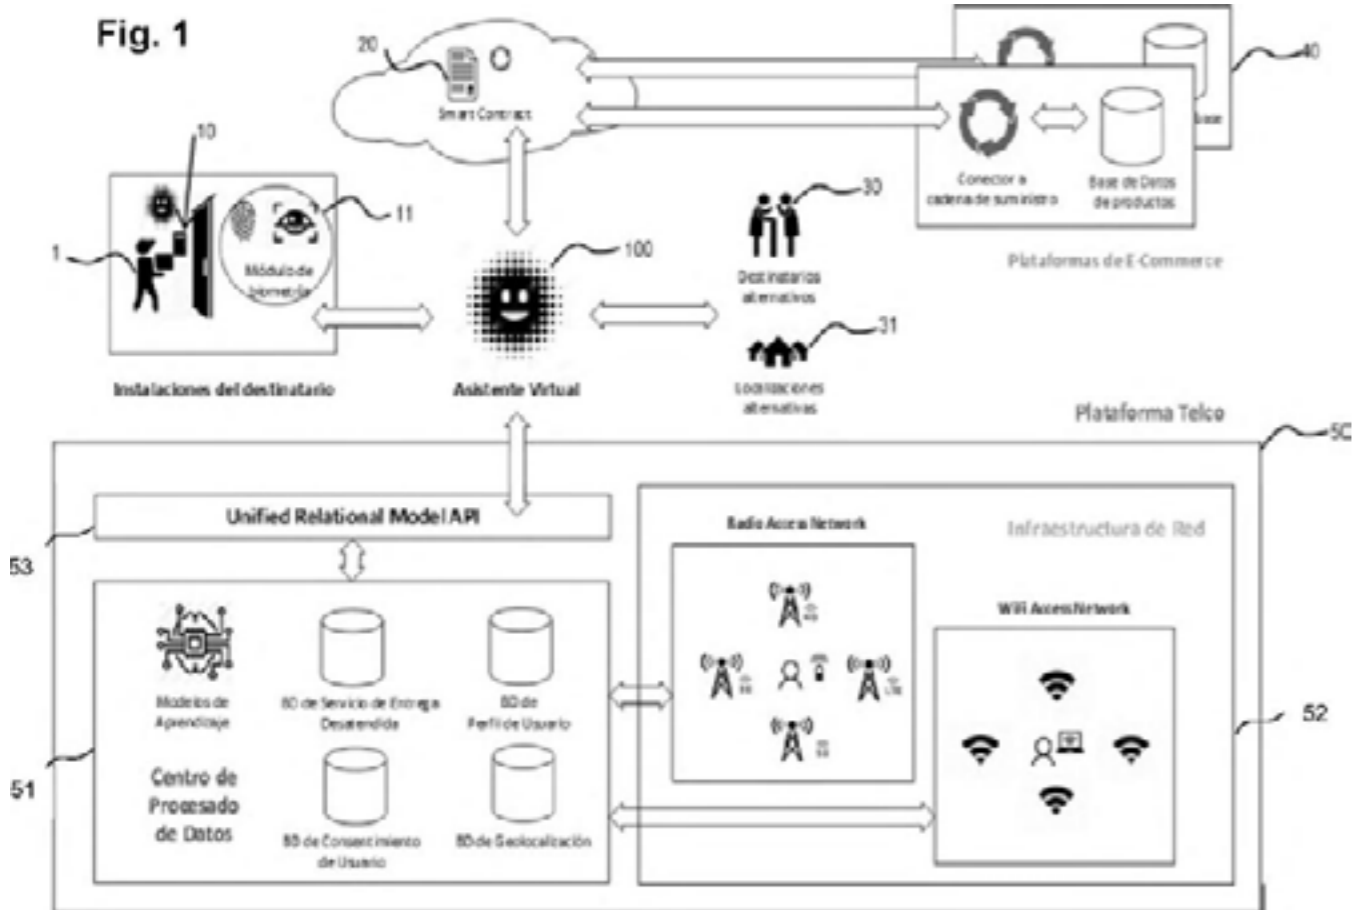 Fig. 1
20
Smart Contract
40
base
Conector a
cadena de suministro
Base de Datos
de productos
Plataformas de E-Commerce
10
11
1
Módulo de
biometría
Instalaciones del destinatario
100
Asistente Virtual
30
Destinatarios
alternativos
31
Localizaciones
alternativas
Plataforma Telco
50
Unified Relational Model API
53
Radio Access Network
Infraestructura de Red
WiFi Access Network
Modelos de
Aprendizaje
BD de Servicio de Entrega
Desatendida
BD de
Perfil de Usuario
52
51
Centro de
Procesado
de Datos
BD de Consentimiento
de Usuario
BD de Geolocalización